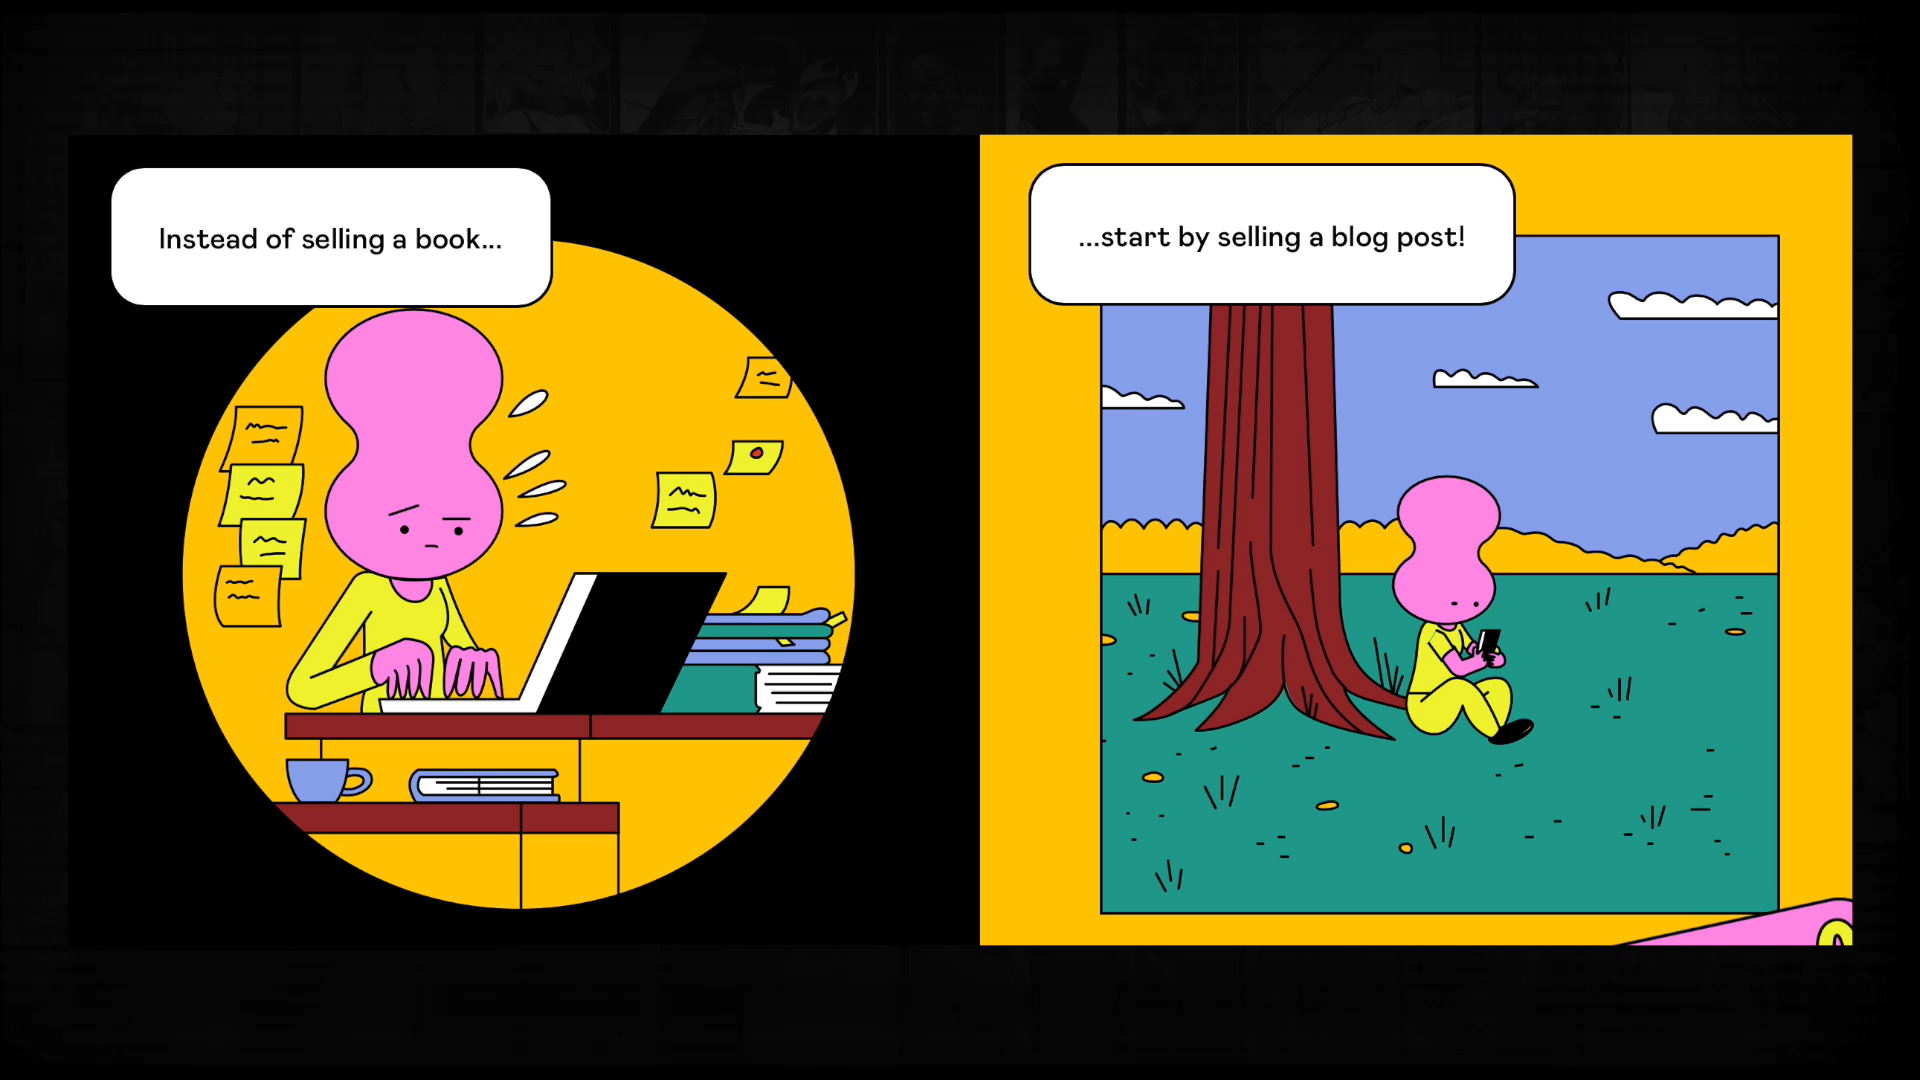 Instead of selling a book...
...start by selling a blog post!